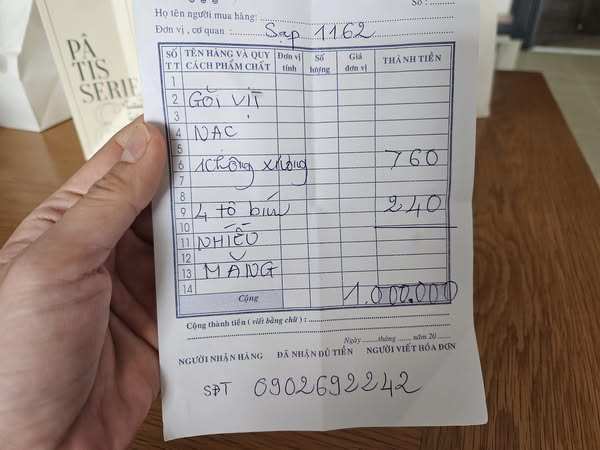 PÂ
TIS
SERIE
Số :
Họ tên người mua hàng:
Đơn vị, cơ quan : Sạp 1162
SỐ TT TÊN HÀNG VÀ QUY CÁCH PHẨM CHẤT Đơn vị tính Số lượng Giá đơn vị THÀNH TIỀN
1
2 GỎI VỊT
3
4 NẠC
5
6 1 không xương 760
7
8
9 4 tô bún 240
10
11 NHIỀU
12
13 MĂNG
14
Cộng 1.000.000
Cộng thành tiền ( viết bằng chữ ) :
Ngày ...... tháng ...... năm 20 ......
NGƯỜI NHẬN HÀNG ĐÃ NHẬN ĐỦ TIỀN NGƯỜI VIẾT HÓA ĐƠN
SĐT 0902692242